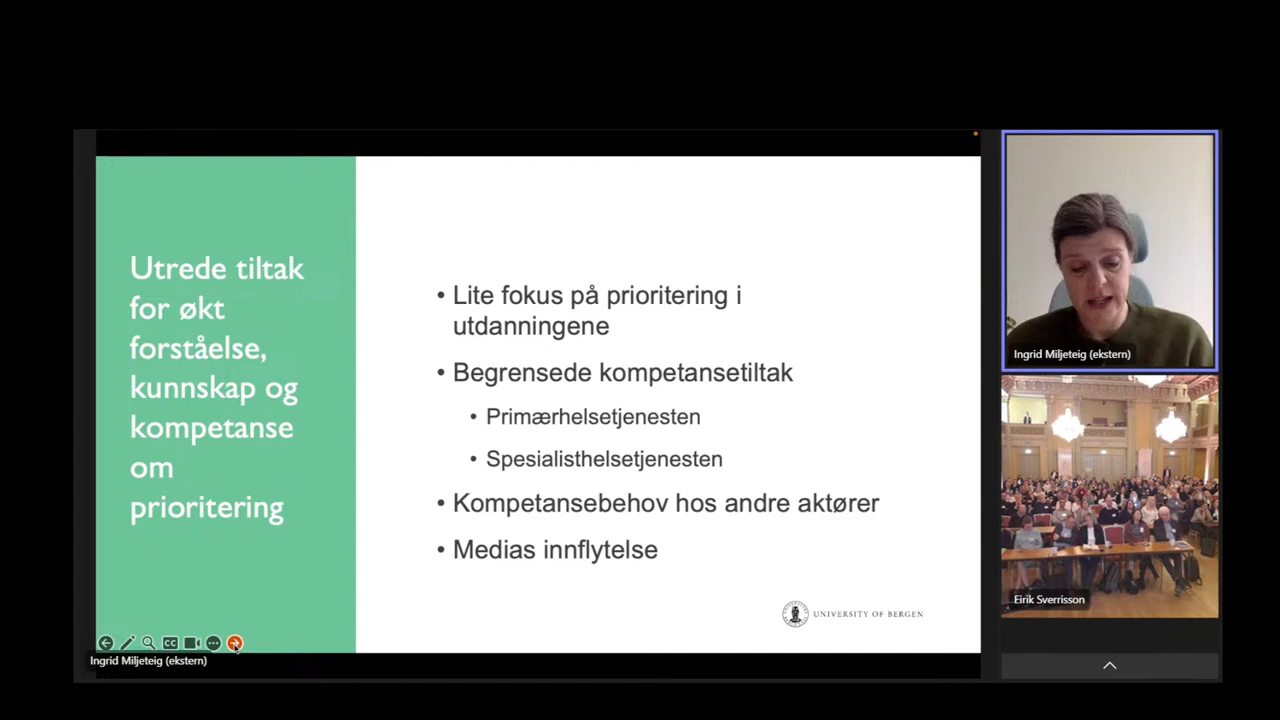 Utrede tiltak
for økt
forståelse,
kunnskap og
kompetanse
om
prioritering
• Lite fokus på prioritering i
utdanningene
• Begrensede kompetansetiltak
• Primærhelsetjenesten
• Spesialisthelsetjenesten
• Kompetansebehov hos andre aktører
• Medias innflytelse
UNIVERSITY OF BERGEN
CC
Ingrid Miljeteig (ekstern)
Ingrid Miljeteig (ekstern)
Eirik Sverrisson